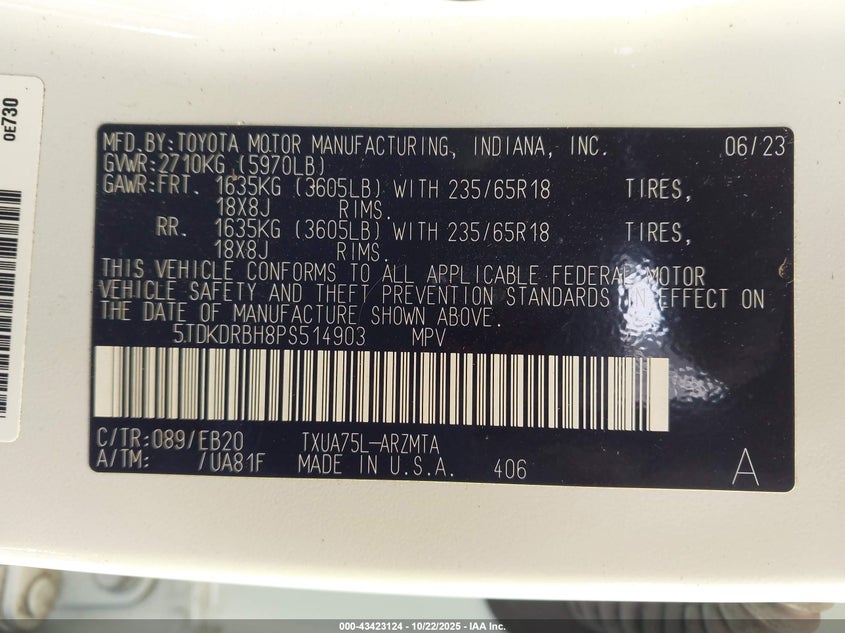 0E730
MFD.BY:TOYOTA MOTOR MANUFACTURING, INDIANA, INC. 06/23
GVWR:2710KG (5970LB)
GAWR:FRT. 1635KG (3605LB) WITH 235/65R18 TIRES,
18X8J RIMS.
RR. 1635KG (3605LB) WITH 235/65R18 TIRES,
18X8J RIMS.
THIS VEHICLE CONFORMS TO ALL APPLICABLE FEDERAL MOTOR
VEHICLE SAFETY AND THEFT PREVENTION STANDARDS IN EFFECT ON
THE DATE OF MANUFACTURE SHOWN ABOVE.
5TDKDRBH8PS514903 MPV
C/TR:089/EB20 TXUA75L-ARZMTA
A/TM: /UA81F MADE IN U.S.A. 406 A
000-43423124 - 10/22/2025 - IAA Inc.